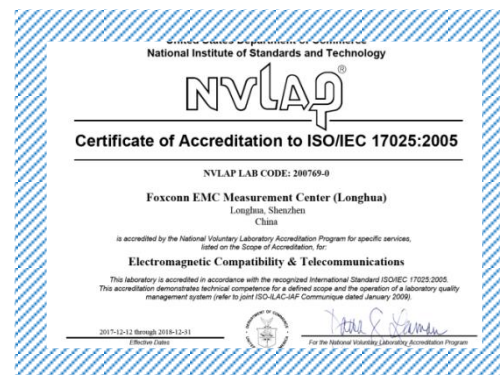 United States Department of Commerce
National Institute of Standards and Technology
NVLAP®
Certificate of Accreditation to ISO/IEC 17025:2005
NVLAP LAB CODE: 200769-0
Foxconn EMC Measurement Center (Longhua)
Longhua, Shenzhen
China
is accredited by the National Voluntary Laboratory Accreditation Program for specific services,
listed on the Scope of Accreditation, for:
Electromagnetic Compatibility & Telecommunications
This laboratory is accredited in accordance with the recognized International Standard ISO/IEC 17025:2005.
This accreditation demonstrates technical competence for a defined scope and the operation of a laboratory quality
management system (refer to joint ISO-ILAC-IAF Communique dated January 2009).
2017-12-12 through 2018-12-31
Effective Dates
For the National Voluntary Laboratory Accreditation Program